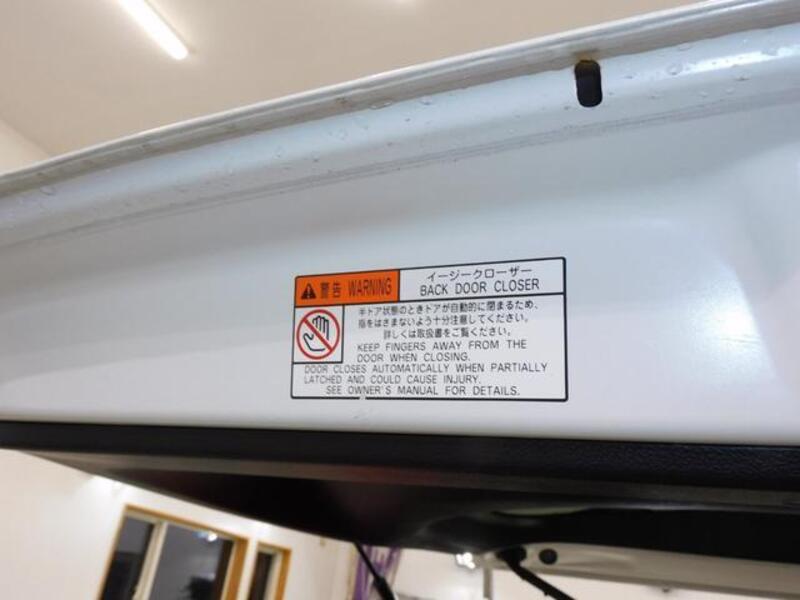 警告 WARNING
イージークローザー
BACK DOOR CLOSER
半ドア状態のときドアが自動的に閉まるため、
指をはさまないよう十分注意してください。
詳しくは取扱書をご覧ください。
KEEP FINGERS AWAY FROM THE
DOOR WHEN CLOSING.
DOOR CLOSES AUTOMATICALLY WHEN PARTIALLY
LATCHED AND COULD CAUSE INJURY.
SEE OWNER'S MANUAL FOR DETAILS.